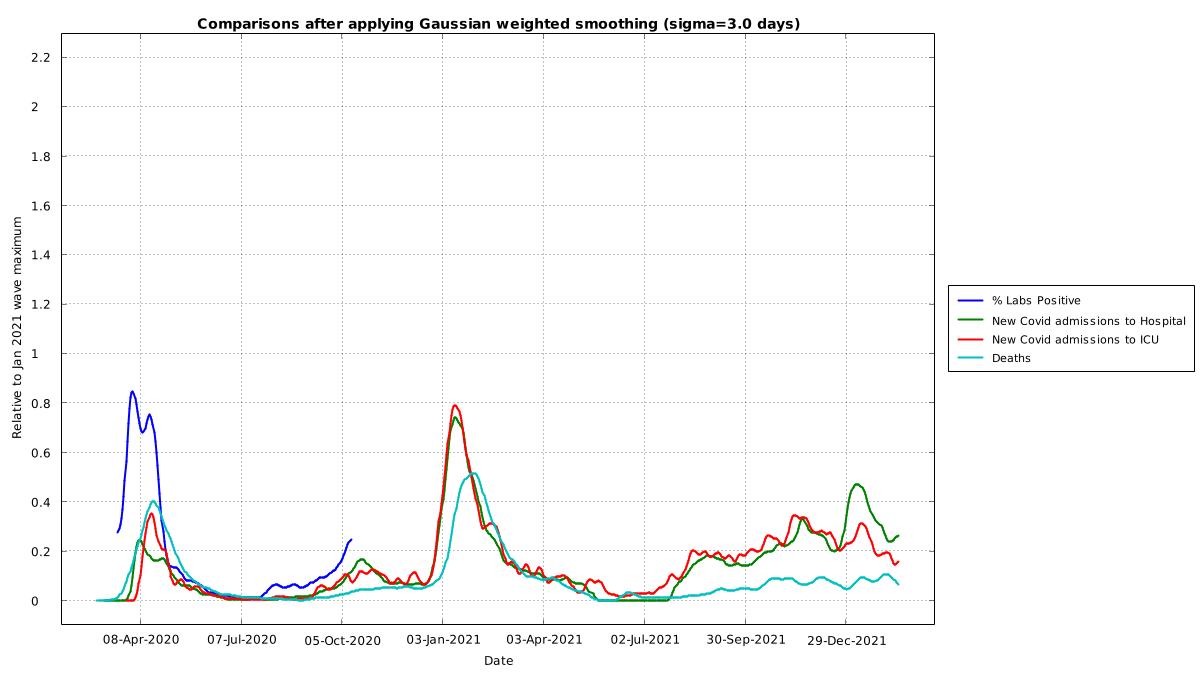 Comparisons after applying Gaussian weighted smoothing (sigma=3.0 days)
Relative to Jan 2021 wave maximum
2.2
2
1.8
1.6
1.4
1.2
1
0.8
0.6
0.4
0.2
0
08-Apr-2020 07-Jul-2020 05-Oct-2020 03-Jan-2021 03-Apr-2021 02-Jul-2021 30-Sep-2021 29-Dec-2021
Date
% Labs Positive
New Covid admissions to Hospital
New Covid admissions to ICU
Deaths